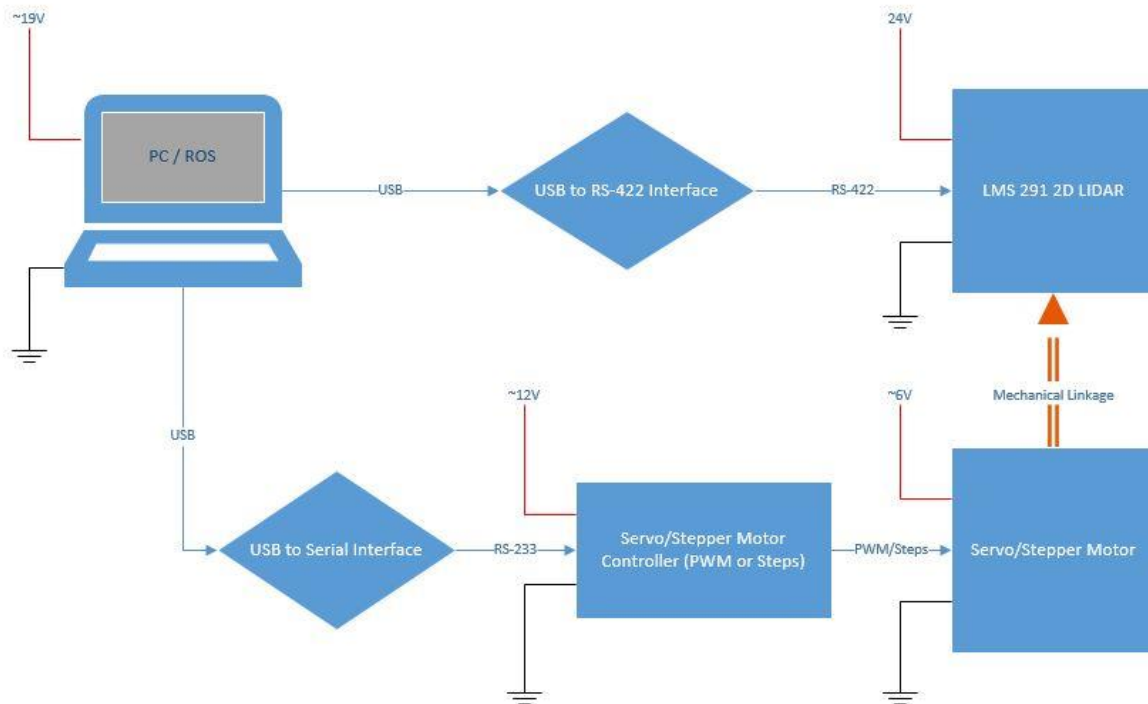 ~19V
24V
PC / ROS
USB
USB to RS-422 Interface
RS-422
LMS 291 2D LIDAR
~12V
~6V
Mechanical Linkage
USB
USB to Serial Interface
RS-233
Servo/Stepper Motor
Controller (PWM or Steps)
PWM/Steps
Servo/Stepper Motor